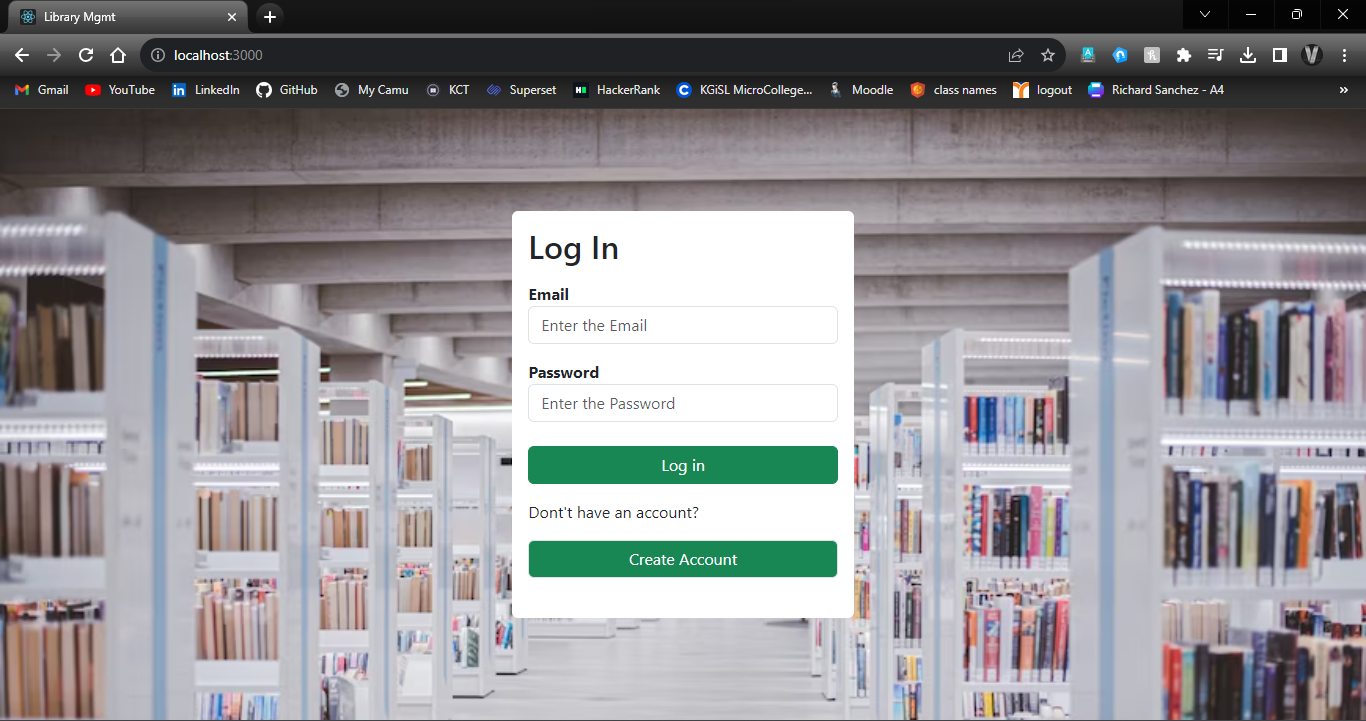 Library Mgmt
localhost:3000
Gmail YouTube LinkedIn GitHub My Camu KCT Superset HackerRank KGiSL MicroCollege... Moodle class names logout Richard Sanchez - A4 »
Log In
Email
Enter the Email
Password
Enter the Password
Log in
Dont't have an account?
Create Account